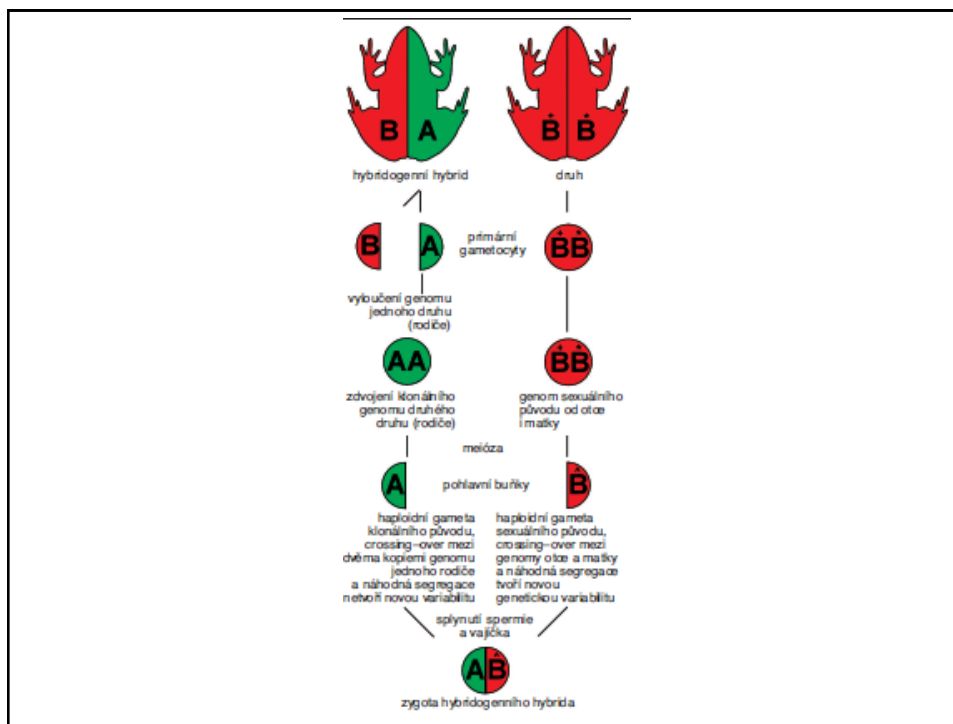 B A
Ḃ Ḃ
hybridogenní hybrid
druh
B A
primární
gametocyty
ḂḂ
vyloučení genomu
jednoho druhu
(rodiče)
AA
ḂḂ
zdvojení klonálního
genomu druhého
druhu (rodiče)
genom sexuálního
původu od otce
i matky
meióza
A
pohlavní buňky
Ḃ
haploidní gameta
klonálního původu,
crossing–over mezi
dvěma kopiemi genomu
jednoho rodiče
a náhodná segregace
netvoří novou variabilitu
haploidní gameta
sexuálního původu,
crossing–over mezi
genomy otce a matky
a náhodná segregace
tvoří novou
genetickou variabilitu
splynutí spermie
a vajíčka
AḂ
zygota hybridogenního hybrida